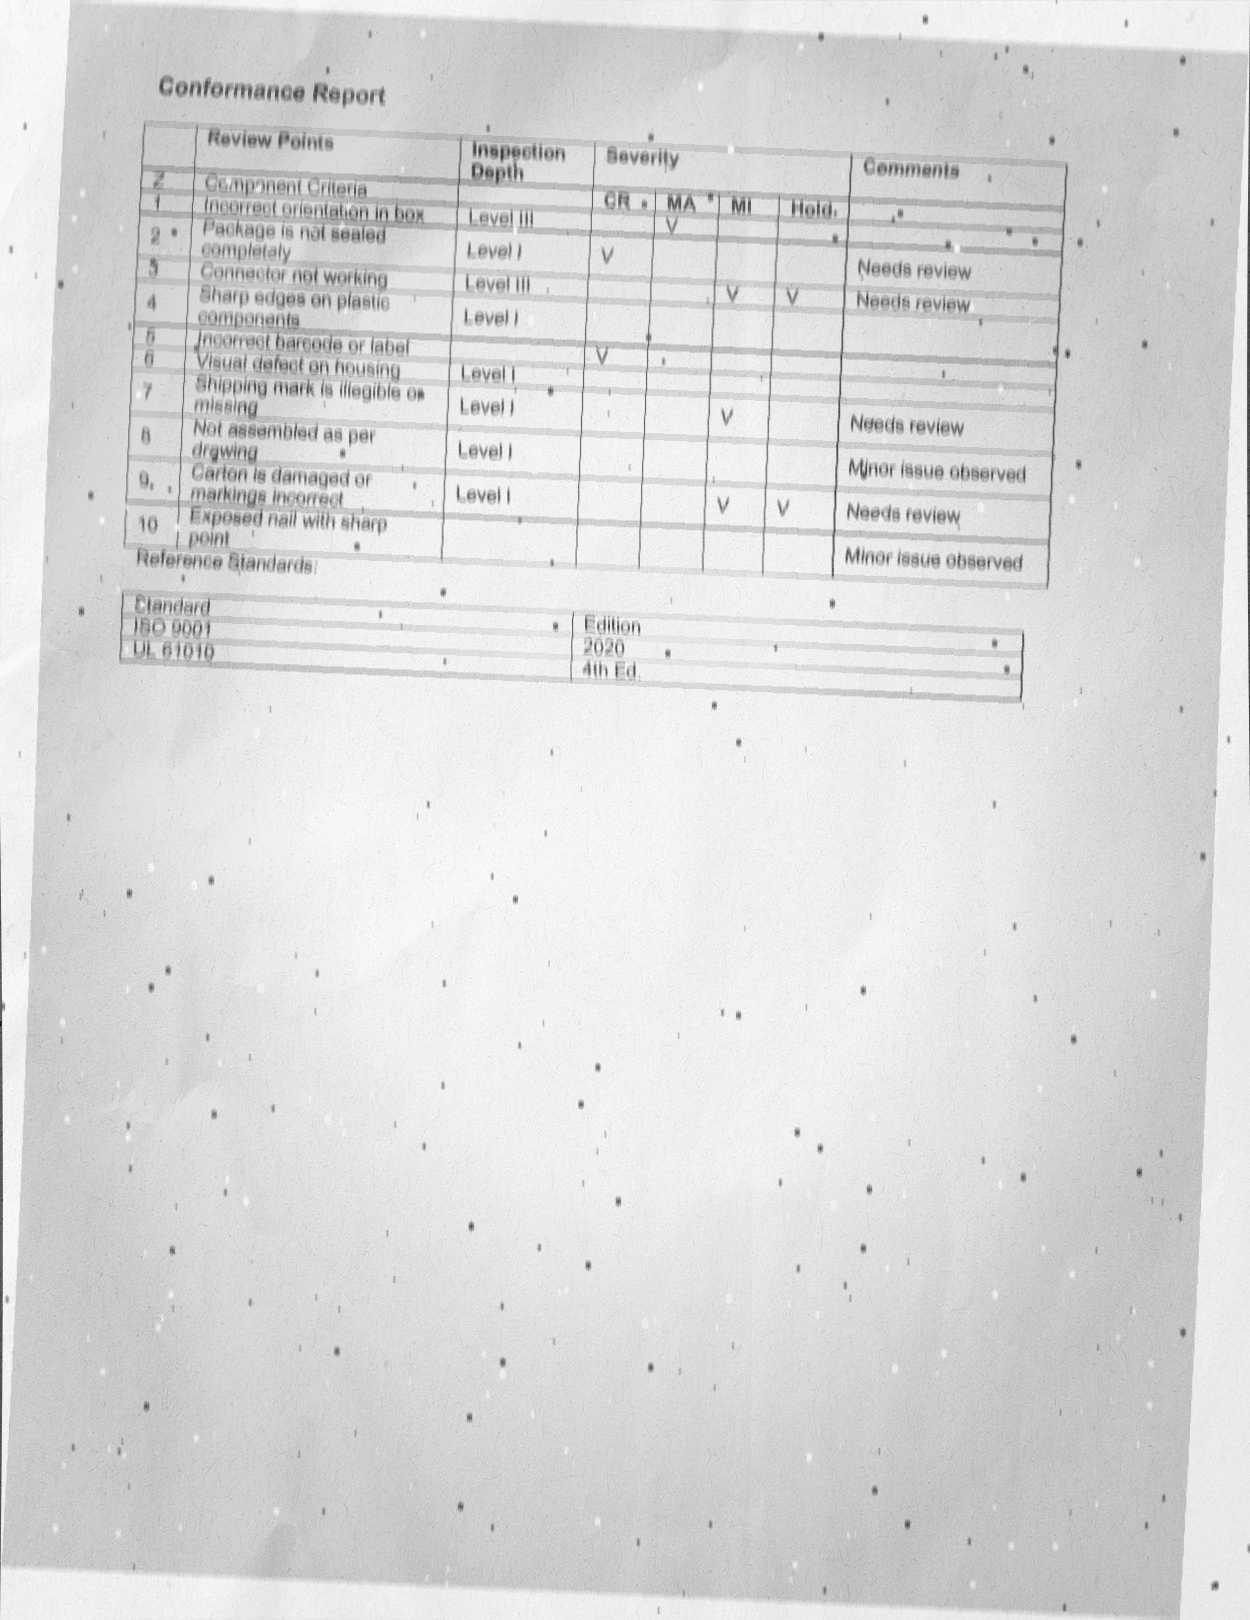 Conformance Report
Review Points Inspection Depth Severity Comments
2 Component Criteria CR MA MI Hold
1 Incorrect orientation in box Level III V
2 Package is not sealed completely Level I V Needs review
3 Connector not working Level III V V Needs review
4 Sharp edges on plastic components Level I
5 Incorrect barcode or label V
6 Visual defect on housing Level I
7 Shipping mark is illegible or missing Level I V Needs review
8 Not assembled as per drawing Level I Minor issue observed
9 Carton is damaged or markings incorrect Level I V V Needs review
10 Exposed nail with sharp point Minor issue observed
Reference Standards:
Standard Edition
ISO 9001 2020
UL 61010 4th Ed.